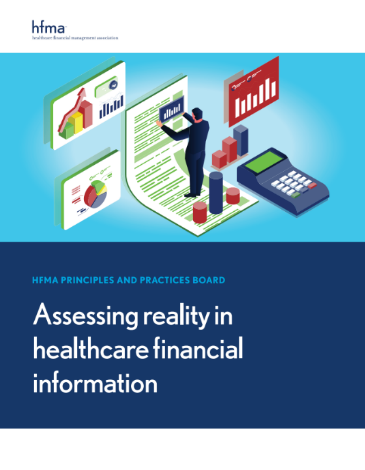 hfma
healthcare financial management association
HFMA PRINCIPLES AND PRACTICES BOARD
Assessing reality in
healthcare financial
information